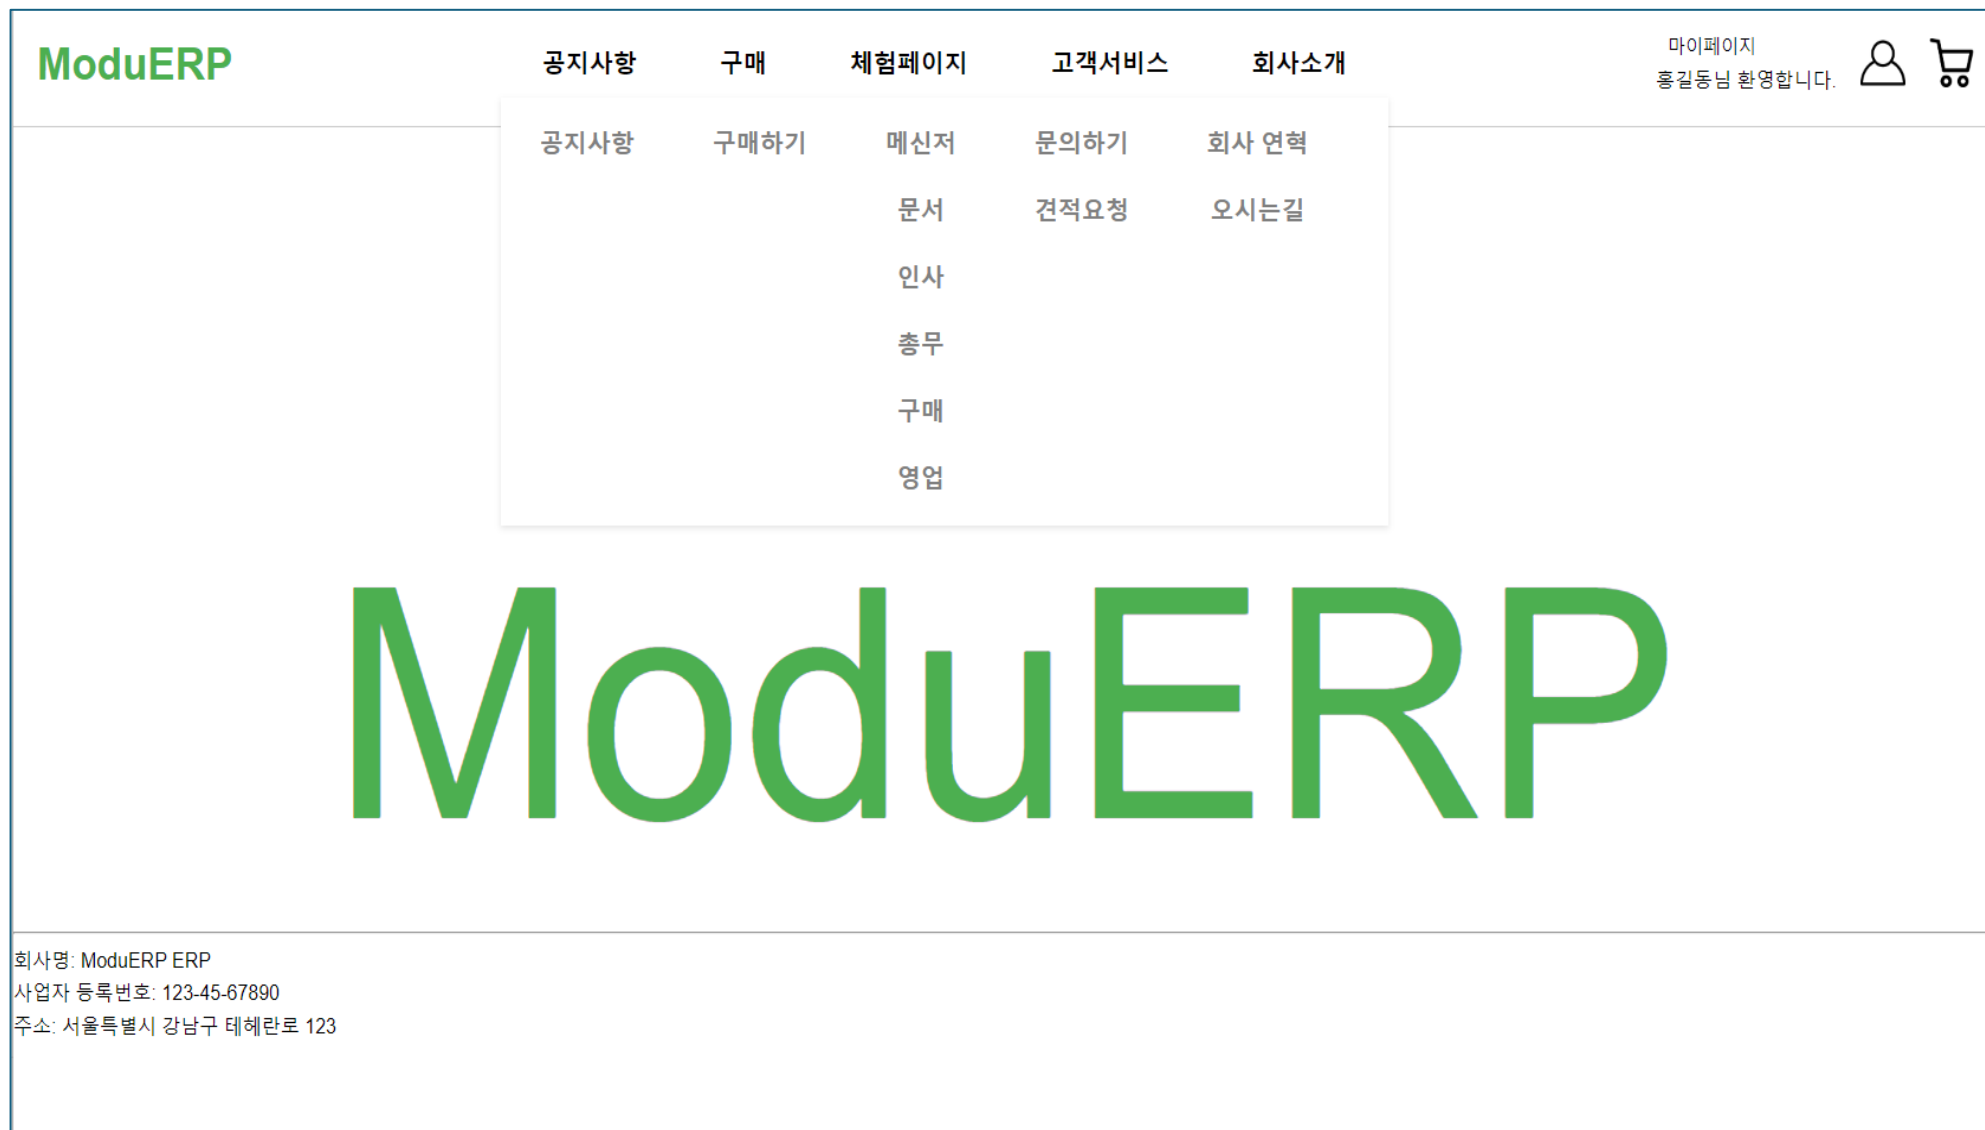 ModuERP
공지사항 구매 체험페이지 고객서비스 회사소개
마이페이지
홍길동님 환영합니다.
공지사항 구매하기 메신저 문의하기 회사 연혁
문서 견적요청 오시는길
인사
총무
구매
영업
ModuERP
회사명: ModuERP ERP
사업자 등록번호: 123-45-67890
주소: 서울특별시 강남구 테헤란로 123